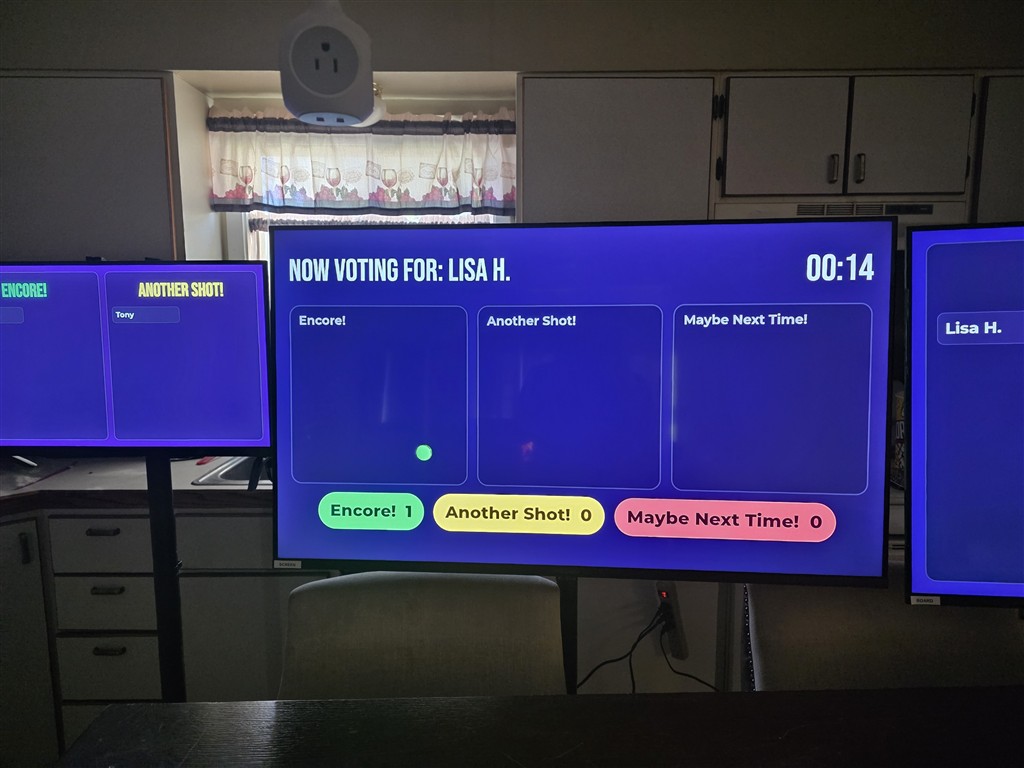 ENCORE!
ANOTHER SHOT!
Tony
NOW VOTING FOR: LISA H.
00:14
Encore!
Another Shot!
Maybe Next Time!
Encore! 1
Another Shot! 0
Maybe Next Time! 0
Lisa H.